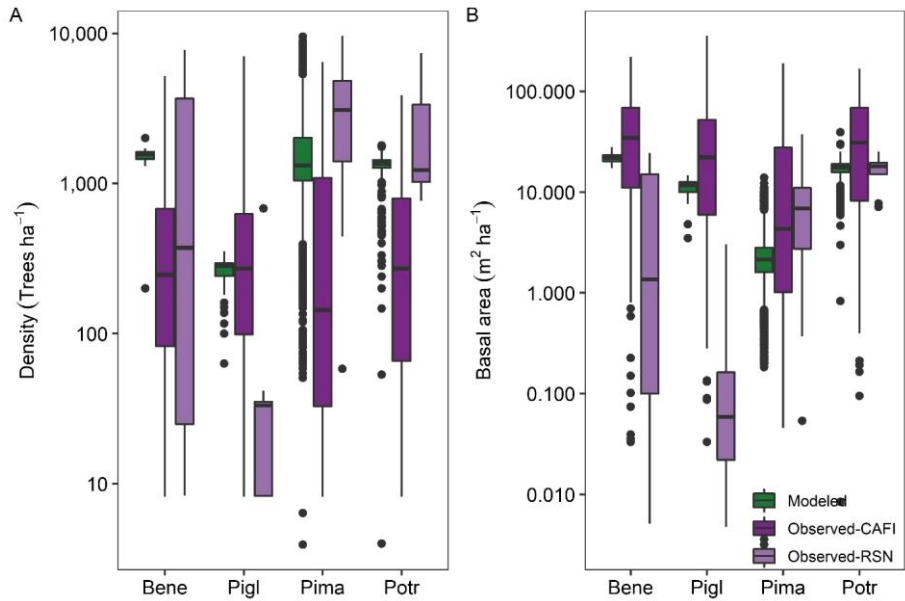 A
B
Density (Trees ha⁻¹)
10,000
1,000
100
10
Bene Pigl Pima Potr
Basal area (m² ha⁻¹)
100.000
10.000
1.000
0.100
0.010
Bene Pigl Pima Potr
Modeled
Observed-CAFI
Observed-RSN